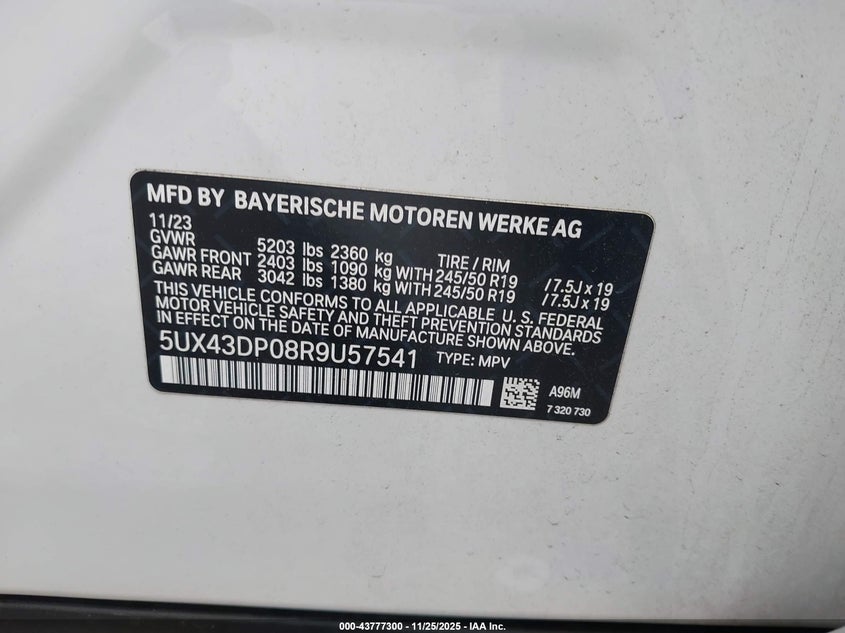 MFD BY BAYERISCHE MOTOREN WERKE AG
11/23
GVWR 5203 lbs 2360 kg TIRE / RIM
GAWR FRONT 2403 lbs 1090 kg WITH 245/50 R19 / 7.5J x 19
GAWR REAR 3042 lbs 1380 kg WITH 245/50 R19 / 7.5J x 19
THIS VEHICLE CONFORMS TO ALL APPLICABLE U. S. FEDERAL
MOTOR VEHICLE SAFETY AND THEFT PREVENTION STANDARDS
IN EFFECT ON THE DATE OF MANUFACTURE SHOWN ABOVE.
5UX43DP08R9U57541 TYPE: MPV
A96M
7 320 730
000-43777300 - 11/25/2025 - IAA Inc.